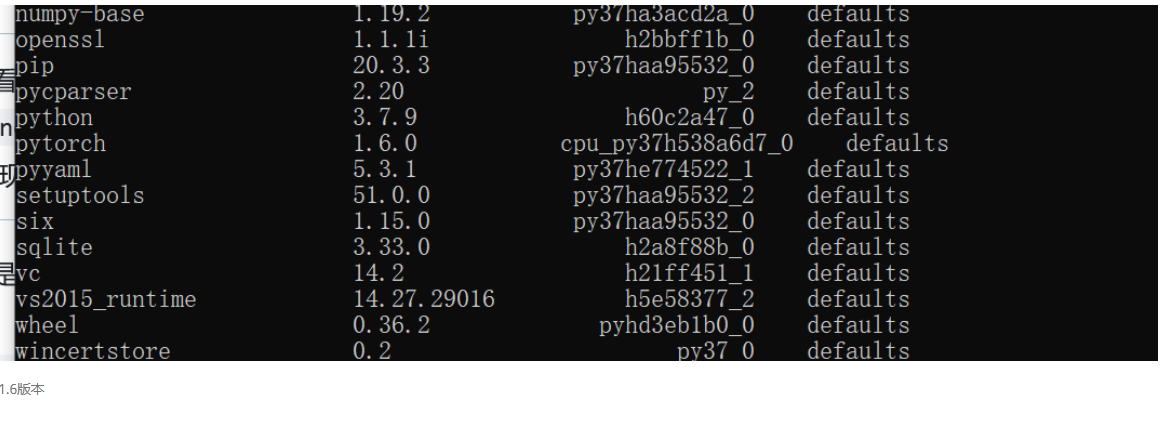 numpy-base 1.19.2 py37ha3acd2a_0 defaults
openssl 1.1.1i h2bbff1b_0 defaults
看
pip 20.3.3 py37haa95532_0 defaults
pycparser 2.20 py_2 defaults
n
python 3.7.9 h60c2a47_0 defaults
pytorch 1.6.0 cpu_py37h538a6d7_0 defaults
现
pyyaml 5.3.1 py37he774522_1 defaults
setuptools 51.0.0 py37haa95532_2 defaults
six 1.15.0 py37haa95532_0 defaults
sqlite 3.33.0 h2a8f88b_0 defaults
是
vc 14.2 h21ff451_1 defaults
vs2015_runtime 14.27.29016 h5e58377_2 defaults
wheel 0.36.2 pyhd3eb1b0_0 defaults
wincertstore 0.2 py37_0 defaults
1.6版本